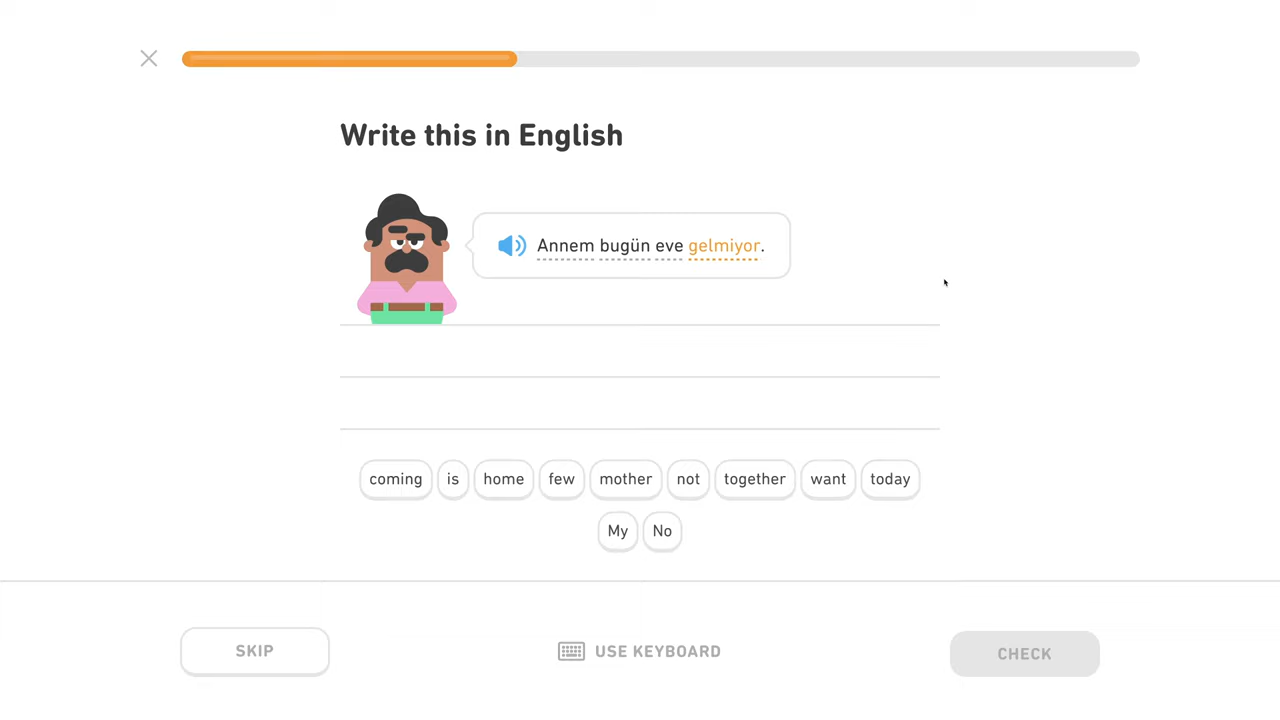 Write this in English
Annem bugün eve gelmiyor.
coming is home few mother not together want today
My No
SKIP USE KEYBOARD CHECK